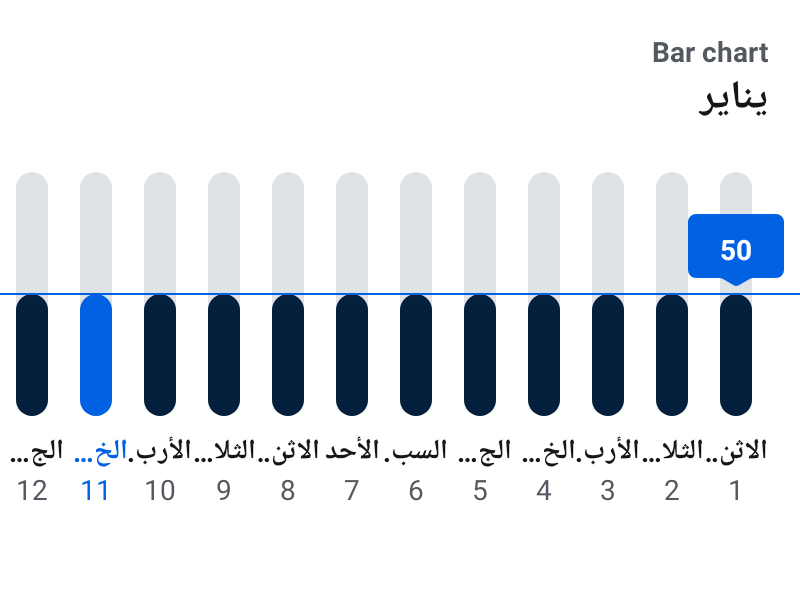 Bar chart
يناير
50
الاثن.. الثلا... الأرب. الخ... الج... السب. الأحد الاثن.. الثلا... الأرب. الخ... الج...
1 2 3 4 5 6 7 8 9 10 11 12